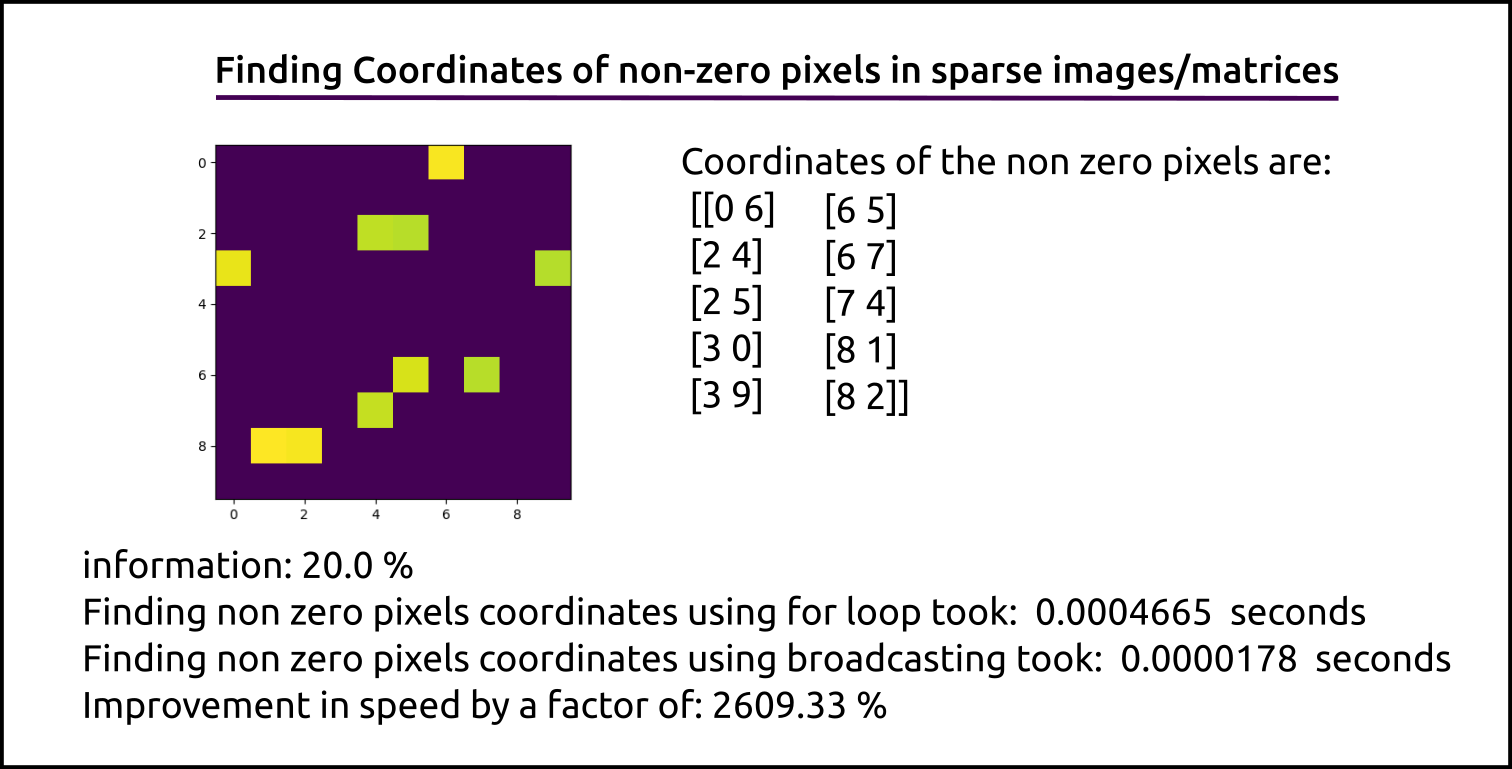 Finding Coordinates of non-zero pixels in sparse images/matrices
0
2
4
6
8
0 2 4 6 8
Coordinates of the non zero pixels are:
[[0 6] [6 5]
[2 4] [6 7]
[2 5] [7 4]
[3 0] [8 1]
[3 9] [8 2]]
information: 20.0 %
Finding non zero pixels coordinates using for loop took: 0.0004665 seconds
Finding non zero pixels coordinates using broadcasting took: 0.0000178 seconds
Improvement in speed by a factor of: 2609.33 %